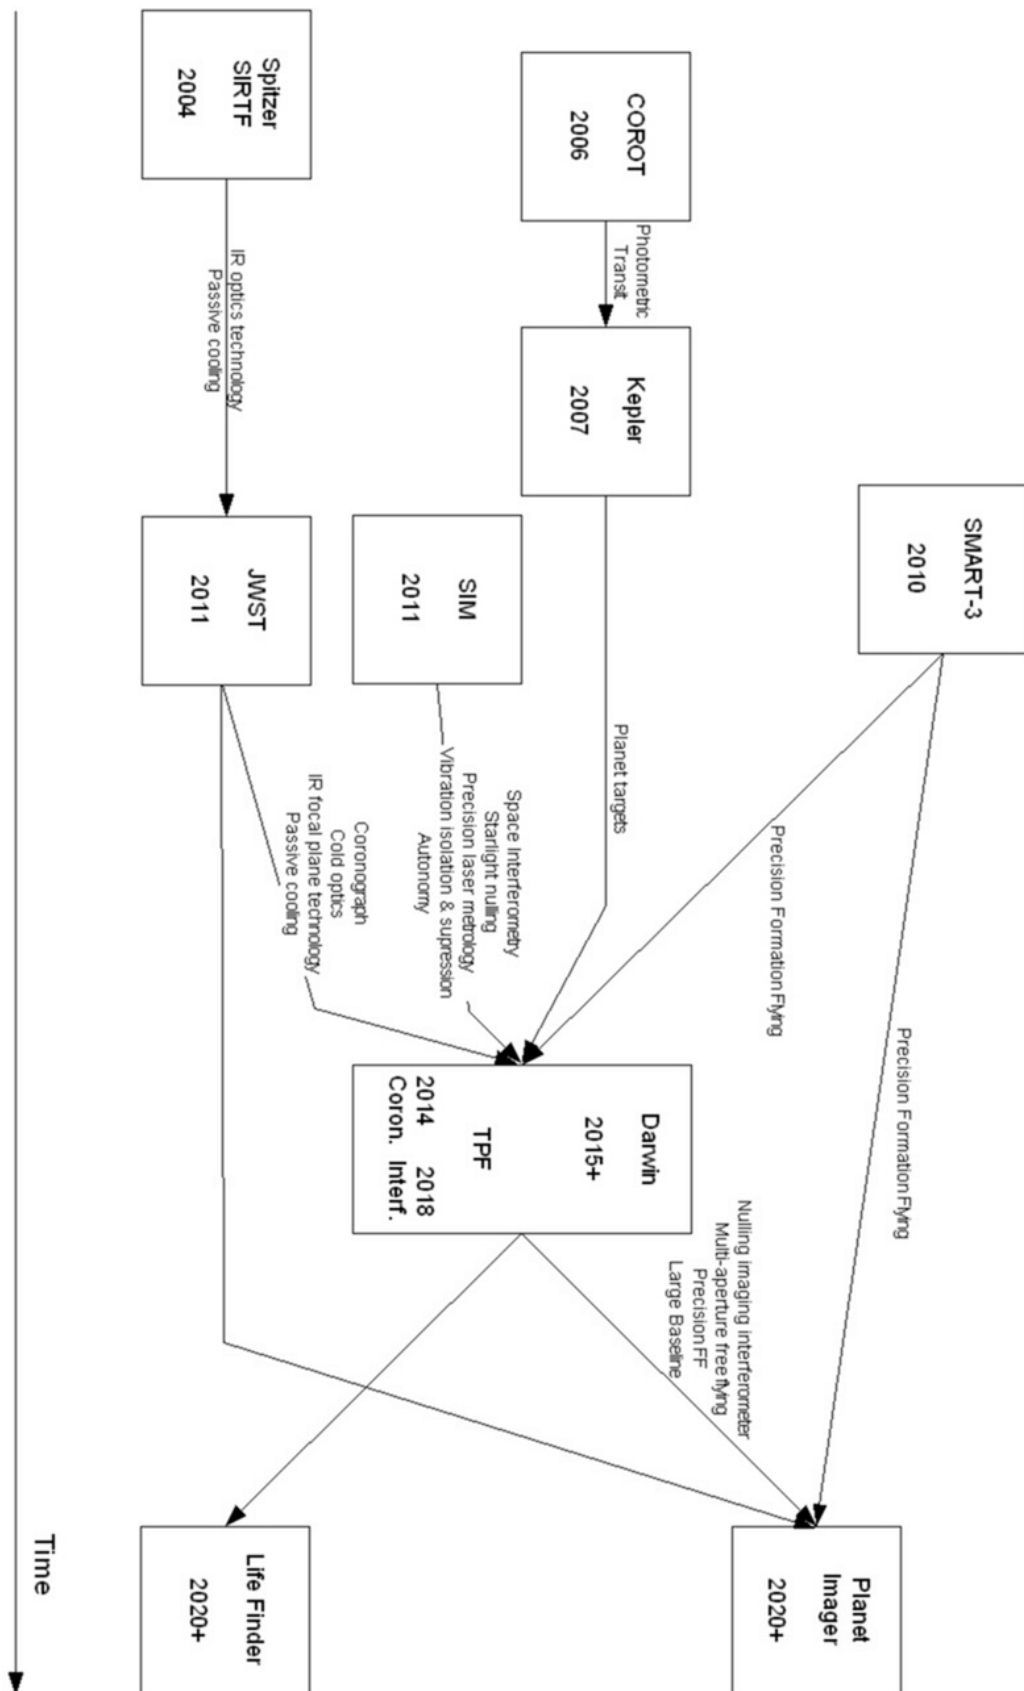 SMART-3
2010
Precision Formation Flying
Precision Formation Flying
COROT
2006
Photometric
Transit
Kepler
2007
Planet targets
SIM
2011
Space Interferometry
Starlight nulling
Precision laser metrology
Vibration isolation & supression
Autonomy
Spitzer
SIRTF
2004
IR optics technology
Passive cooling
JWST
2011
Coronograph
Cold optics
IR focal plane technology
Passive cooling
Darwin
2015+
TPF
2014 2018
Coron. Interf.
Nulling imaging interferometer
Multi-aperture free flying
Precision FF
Large Baseline
Planet
Imager
2020+
Life Finder
2020+
Time